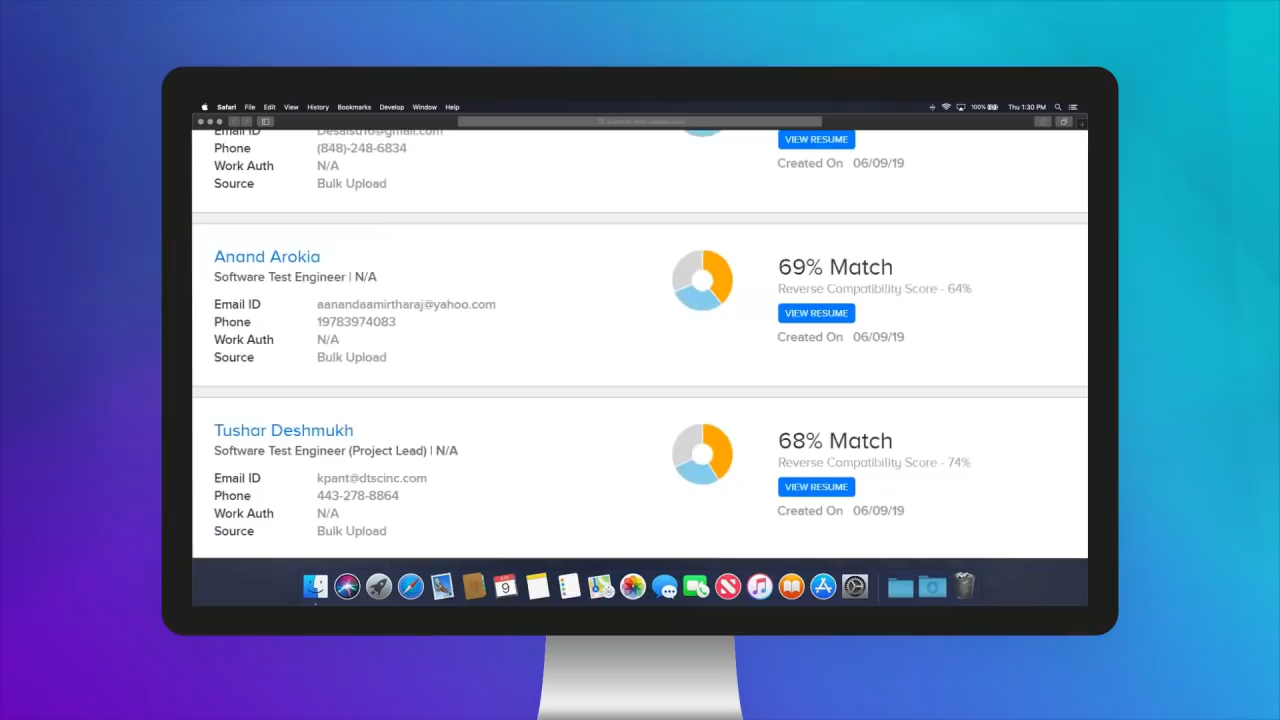 Safari File Edit View History Bookmarks Develop Window Help 100% Thu 1:30 PM
Email ID
Phone (848)-248-6834 VIEW RESUME
Work Auth N/A Created On 06/09/19
Source Bulk Upload
Anand Arokia
Software Test Engineer | N/A 69% Match
Reverse Compatibility Score - 64%
Email ID aanandaamirtharaj@yahoo.com
Phone 19783974083 VIEW RESUME
Work Auth N/A Created On 06/09/19
Source Bulk Upload
Tushar Deshmukh
Software Test Engineer (Project Lead) | N/A 68% Match
Reverse Compatibility Score - 74%
Email ID kpant@dtscinc.com
Phone 443-278-8864 VIEW RESUME
Work Auth N/A Created On 06/09/19
Source Bulk Upload
9